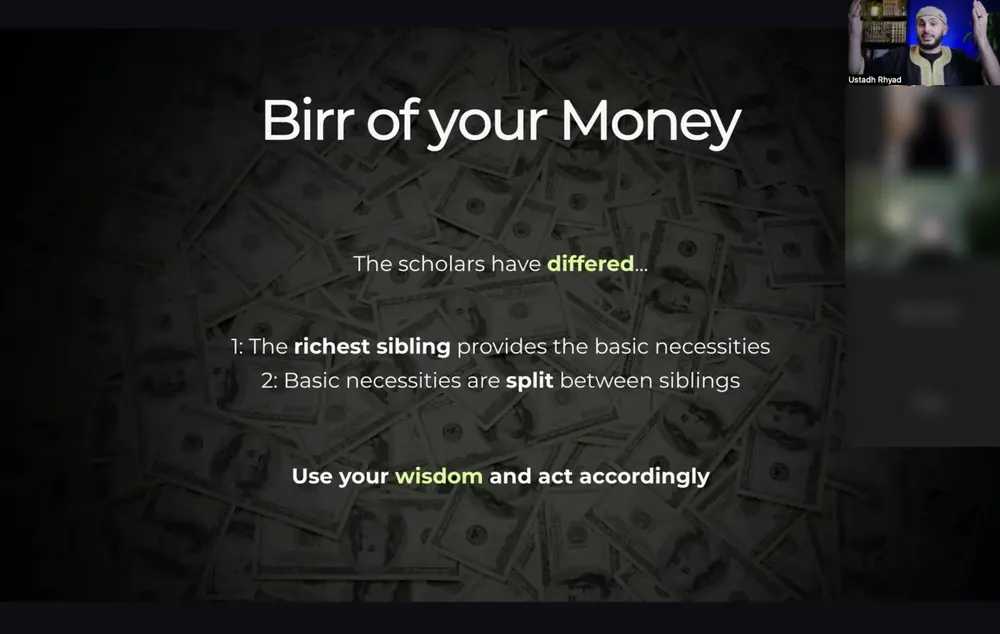 Birr of your Money
The scholars have differed...
1: The richest sibling provides the basic necessities
2: Basic necessities are split between siblings
Use your wisdom and act accordingly
Ustadh Rhyad